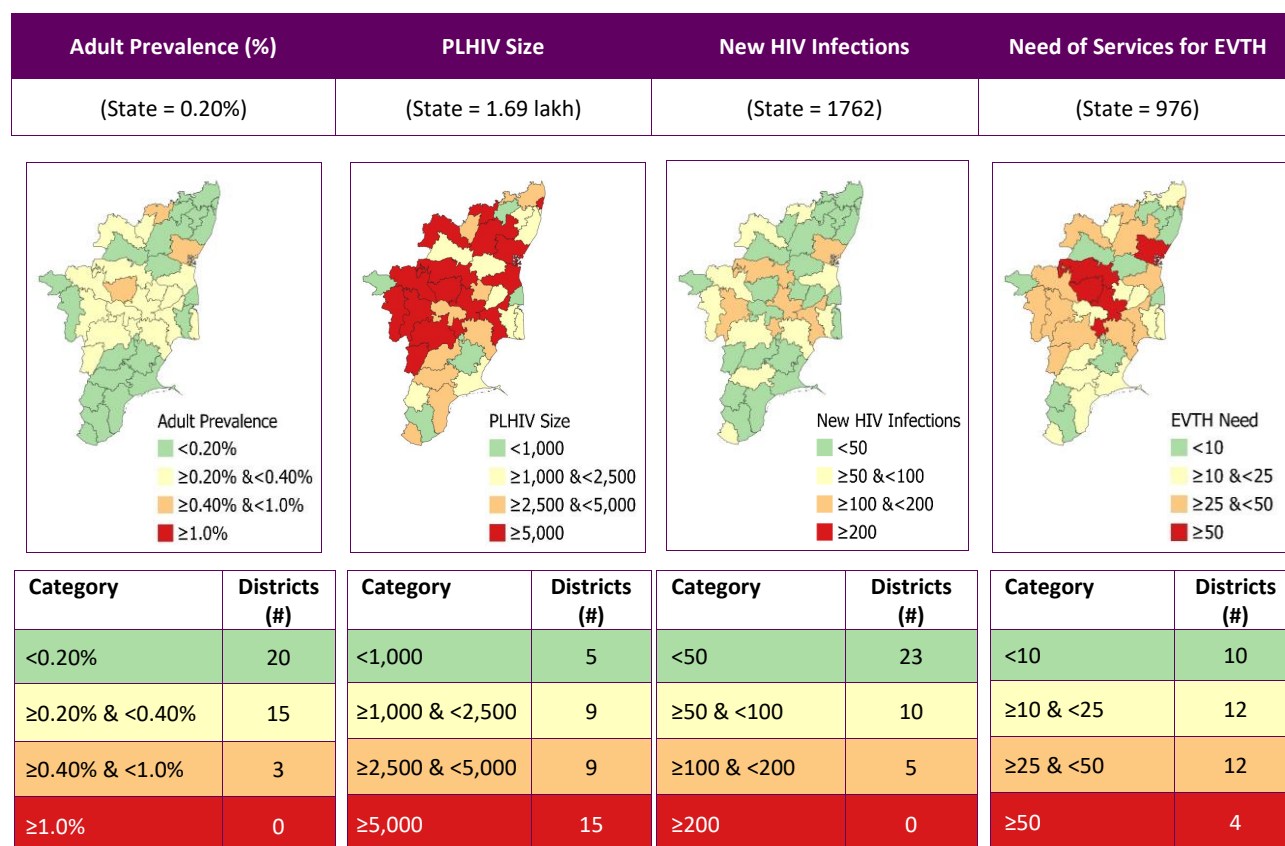 Adult Prevalence (%) PLHIV Size New HIV Infections Need of Services for EVTH
(State = 0.20%) (State = 1.69 lakh) (State = 1762) (State = 976)
Adult Prevalence
<0.20%
≥0.20% &<0.40%
≥0.40% &<1.0%
≥1.0%
PLHIV Size
<1,000
≥1,000 &<2,500
≥2,500 &<5,000
≥5,000
New HIV Infections
<50
≥50 &<100
≥100 &<200
≥200
EVTH Need
<10
≥10 &<25
≥25 &<50
≥50
Category Districts (#)
<0.20% 20
≥0.20% & <0.40% 15
≥0.40% & <1.0% 3
≥1.0% 0
Category Districts (#)
<1,000 5
≥1,000 & <2,500 9
≥2,500 & <5,000 9
≥5,000 15
Category Districts (#)
<50 23
≥50 & <100 10
≥100 & <200 5
≥200 0
Category Districts (#)
<10 10
≥10 & <25 12
≥25 & <50 12
≥50 4